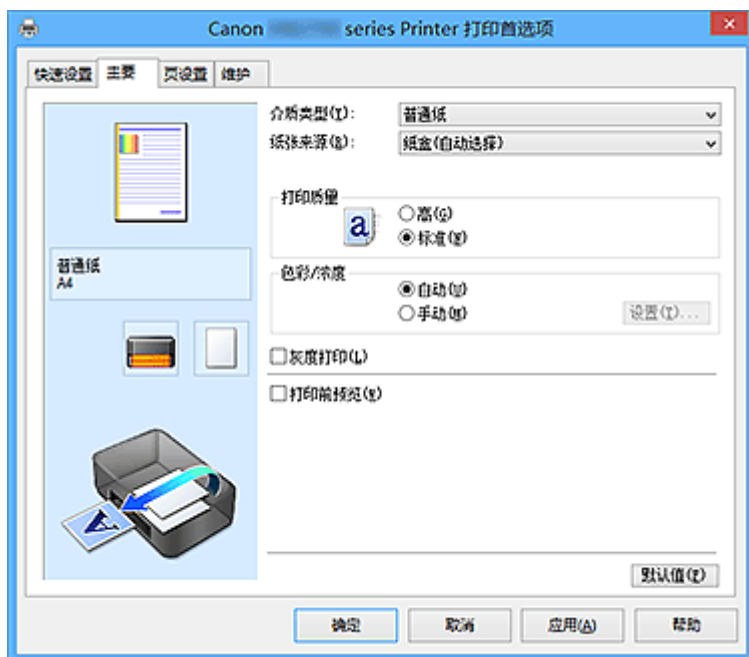 Canon series Printer 打印首选项
快速设置 主要 页设置 维护
介质类型(Y): 普通纸
纸张来源(R): 纸盒(自动选择)
打印质量
高(G)
a
标准(N)
普通纸
A4
色彩/浓度
自动(U)
手动(M) 设置(T)...
灰度打印(L)
打印前预览(V)
A
默认值(F)
确定 取消 应用(A) 帮助